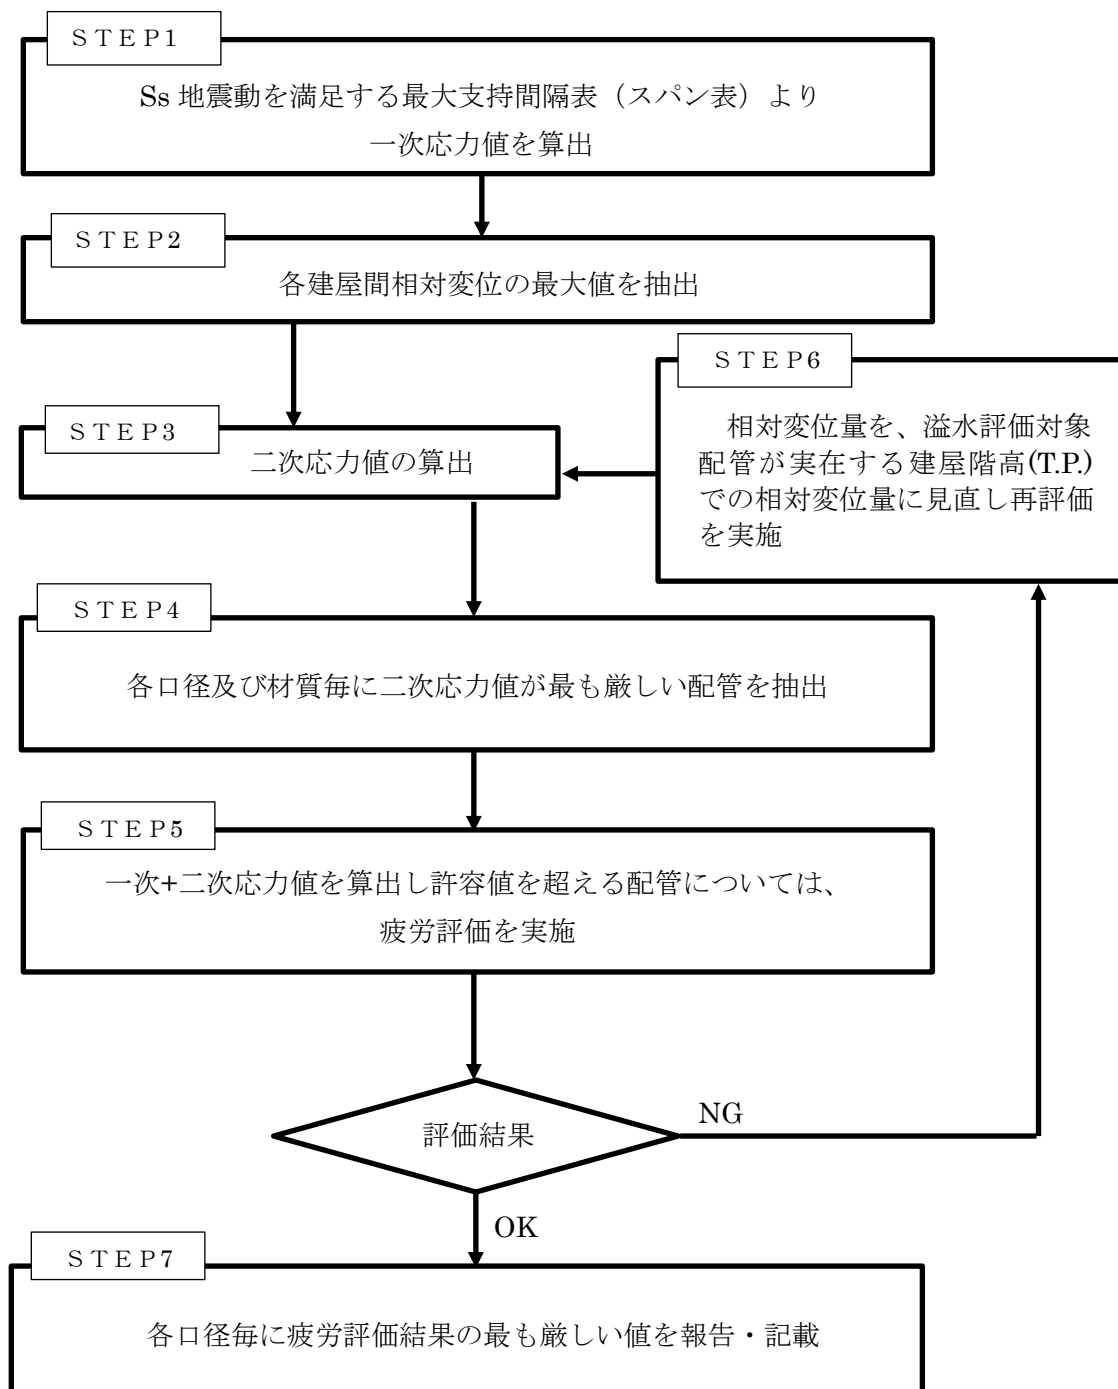 ＳＴＥＰ1
Ss 地震動を満足する最大支持間隔表（スパン表）より
一次応力値を算出
ＳＴＥＰ2
各建屋間相対変位の最大値を抽出
ＳＴＥＰ3
二次応力値の算出
ＳＴＥＰ6
相対変位量を、溢水評価対象
配管が実在する建屋階高(T.P.)
での相対変位量に見直し再評価
を実施
ＳＴＥＰ4
各口径及び材質毎に二次応力値が最も厳しい配管を抽出
ＳＴＥＰ5
一次+二次応力値を算出し許容値を超える配管については、
疲労評価を実施
評価結果
NG
OK
ＳＴＥＰ7
各口径毎に疲労評価結果の最も厳しい値を報告・記載